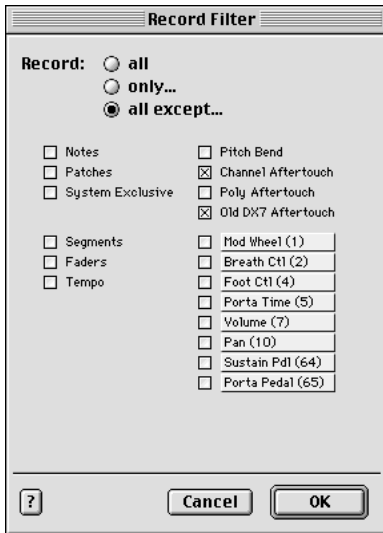 Record Filter
Record:
all
only...
all except...
Notes
Patches
System Exclusive
Segments
Faders
Tempo
Pitch Bend
Channel Aftertouch
Poly Aftertouch
Old DX7 Aftertouch
Mod Wheel (1)
Breath Ctl (2)
Foot Ctl (4)
Porta Time (5)
Volume (7)
Pan (10)
Sustain Pdl (64)
Porta Pedal (65)
?
Cancel
OK